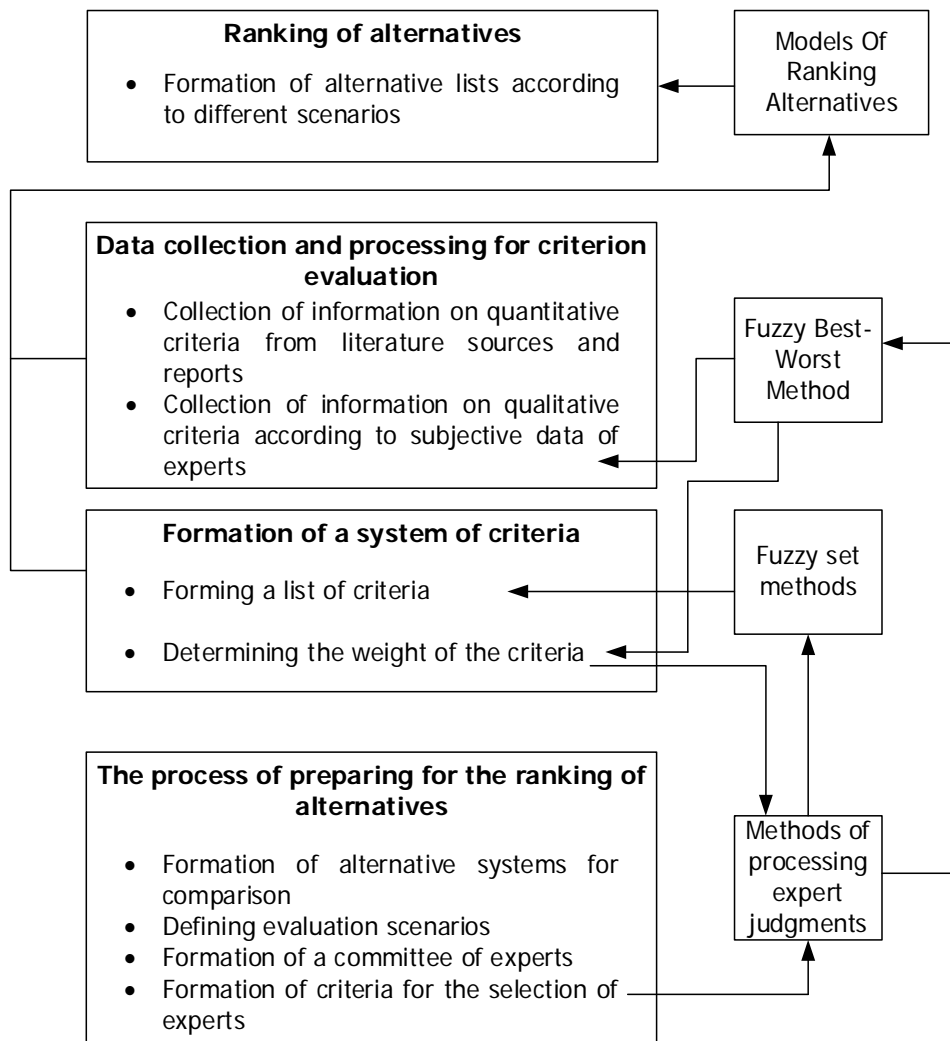 Ranking of alternatives
• Formation of alternative lists according
to different scenarios
Models Of
Ranking
Alternatives
Data collection and processing for criterion
evaluation
• Collection of information on quantitative
criteria from literature sources and
reports
• Collection of information on qualitative
criteria according to subjective data of
experts
Fuzzy Best-
Worst
Method
Formation of a system of criteria
• Forming a list of criteria
• Determining the weight of the criteria
Fuzzy set
methods
The process of preparing for the ranking of
alternatives
• Formation of alternative systems for
comparison
• Defining evaluation scenarios
• Formation of a committee of experts
• Formation of criteria for the selection of
experts
Methods of
processing
expert
judgments